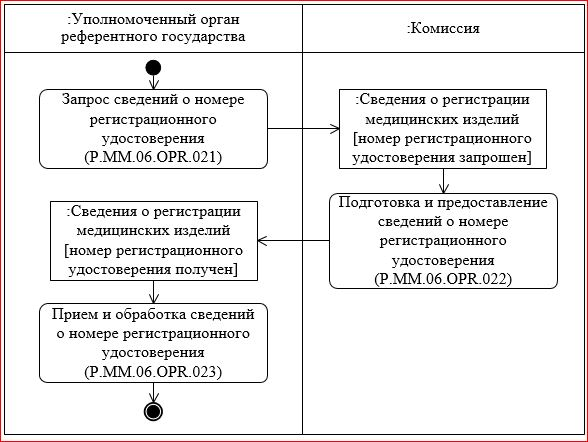 :Уполномоченный орган
референтного государства
:Комиссия
Запрос сведений о номере
регистрационного
удостоверения
(P.MM.06.OPR.021)
:Сведения о регистрации
медицинских изделий
[номер регистрационного
удостоверения запрошен]
Подготовка и предоставление
сведений о номере
регистрационного
удостоверения
(P.MM.06.OPR.022)
:Сведения о регистрации
медицинских изделий
[номер регистрационного
удостоверения получен]
Прием и обработка сведений
о номере регистрационного
удостоверения
(P.MM.06.OPR.023)